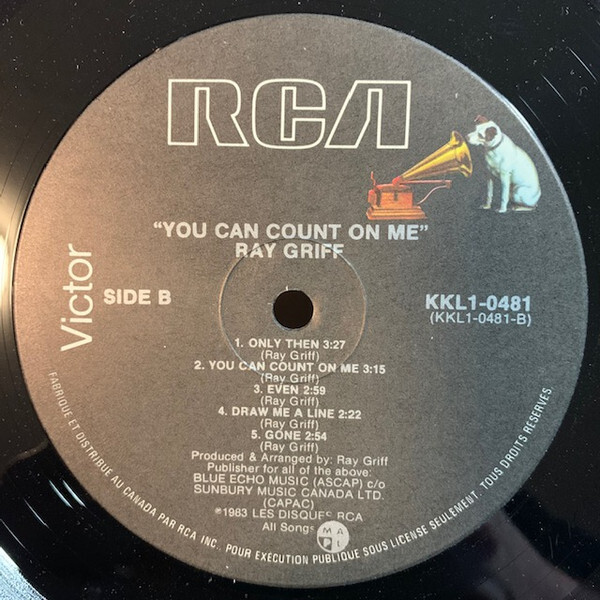 RCA
"YOU CAN COUNT ON ME"
RAY GRIFF
Victor
SIDE B
KKL1-0481
(KKL1-0481-B)
1. ONLY THEN 3:27
(Ray Griff)
2. YOU CAN COUNT ON ME 3:15
(Ray Griff)
3. EVEN 2:59
(Ray Griff)
4. DRAW ME A LINE 2:22
(Ray Griff)
5. GONE 2:54
(Ray Griff)
Produced & Arranged by: Ray Griff
Publisher for all of the above:
BLUE ECHO MUSIC (ASCAP) c/o
SUNBURY MUSIC CANADA LTD.
(CAPAC)
℗1983 LES DISQUES RCA
All Songs
MAPL
FABRIQUE ET DISTRIBUE AU CANADA PAR RCA INC., POUR EXÉCUTION PUBLIQUE SOUS LICENSE SEULEMENT. TOUS DROITS RESERVES.